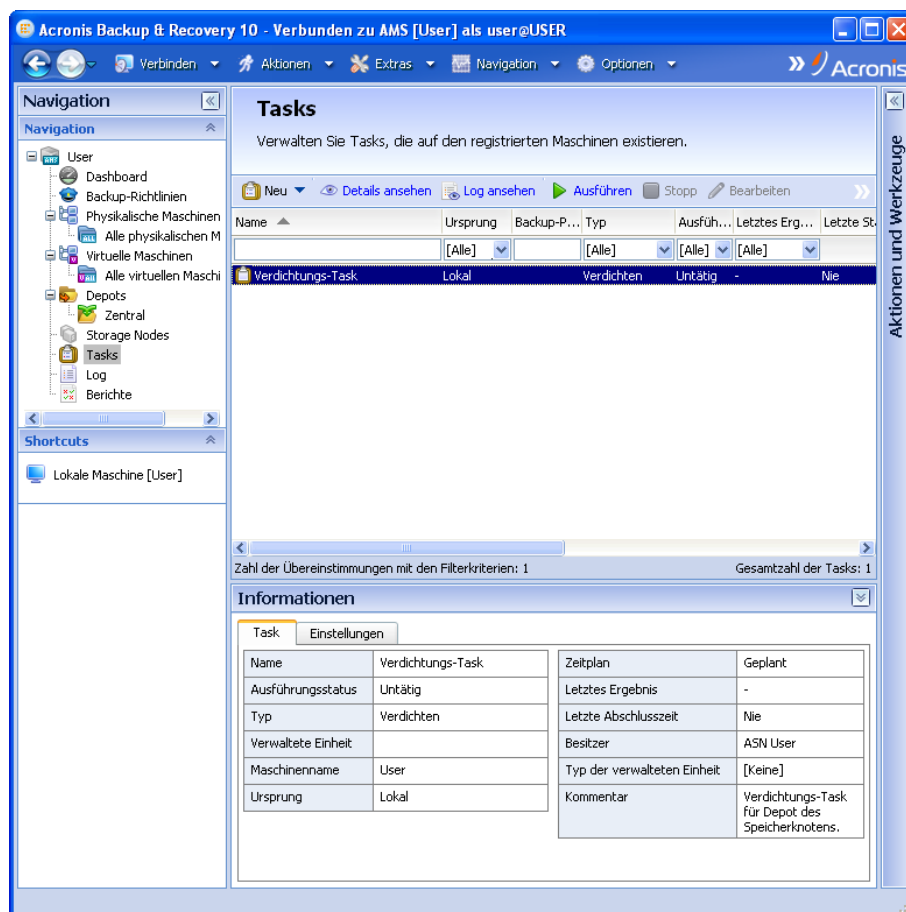 Acronis Backup & Recovery 10 - Verbunden zu AMS [User] als user@USER
Verbinden Aktionen Extras Navigation Optionen » Acronis
Navigation
Navigation
User
Dashboard
Backup-Richtlinien
Physikalische Maschinen
Alle physikalischen M
Virtuelle Maschinen
Alle virtuellen Maschi
Depots
Zentral
Storage Nodes
Tasks
Log
Berichte
Shortcuts
Lokale Maschine [User]
Tasks
Verwalten Sie Tasks, die auf den registrierten Maschinen existieren.
Neu Details ansehen Log ansehen Ausführen Stopp Bearbeiten »
Name Ursprung Backup-P... Typ Ausfüh... Letztes Erg... Letzte St
[Alle] [Alle] [Alle] [Alle]
Verdichtungs-Task Lokal Verdichten Untätig - Nie
Zahl der Übereinstimmungen mit den Filterkriterien: 1 Gesamtzahl der Tasks: 1
Informationen
Task Einstellungen
Name Verdichtungs-Task
Ausführungsstatus Untätig
Typ Verdichten
Verwaltete Einheit
Maschinenname User
Ursprung Lokal
Zeitplan Geplant
Letztes Ergebnis -
Letzte Abschlusszeit Nie
Besitzer ASN User
Typ der verwalteten Einheit [Keine]
Kommentar Verdichtungs-Task
für Depot des
Speicherknotens.
Aktionen und Werkzeuge